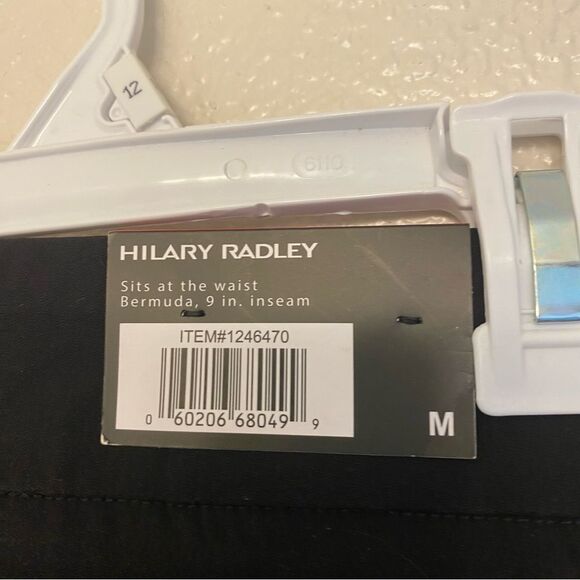 12
6110
HILARY RADLEY
Sits at the waist
Bermuda, 9 in. inseam
ITEM#1246470
0 60206 68049 9
M